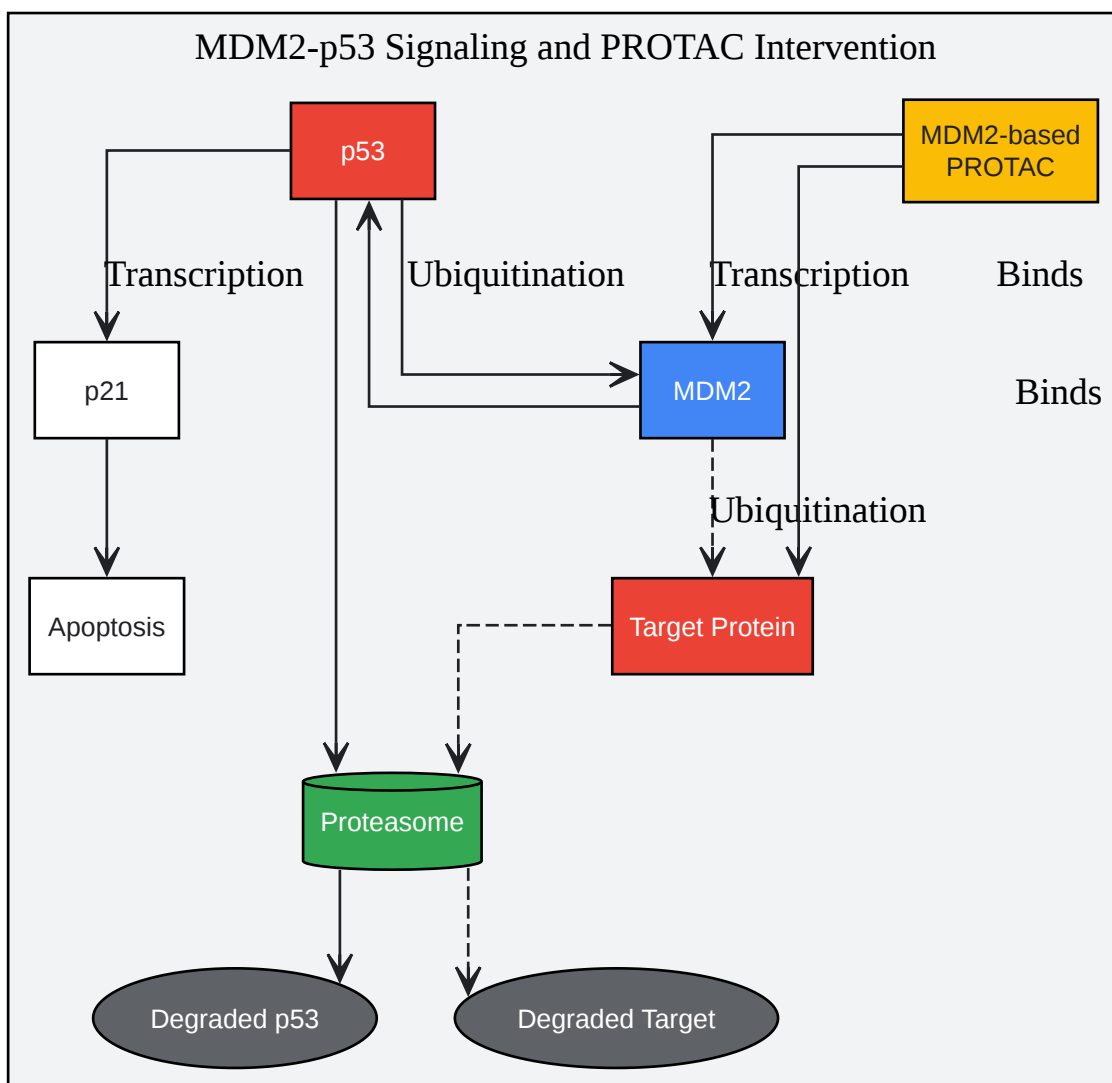 MDM2-p53 Signaling and PROTAC Intervention
p53
MDM2-based
PROTAC
Transcription
Ubiquitination
Transcription
Binds
p21
MDM2
Binds
Ubiquitination
Apoptosis
Target Protein
Proteasome
Degraded p53
Degraded Target